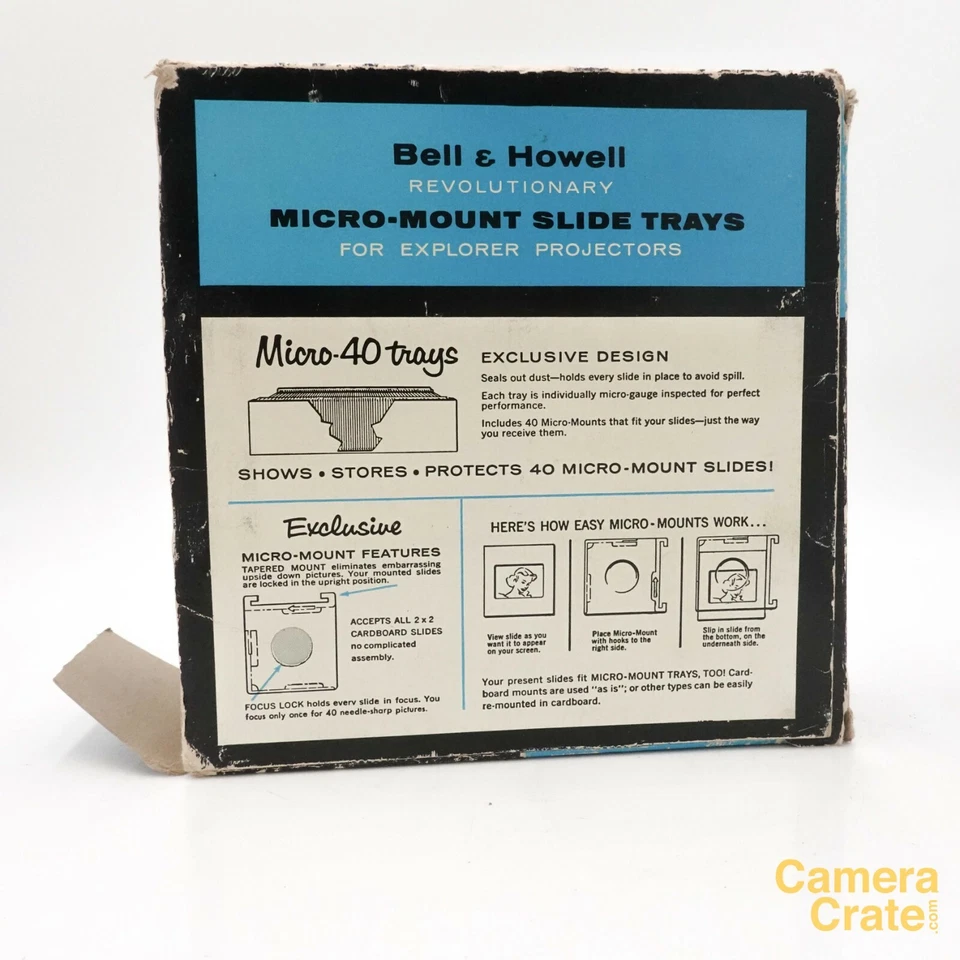 Bell & Howell
REVOLUTIONARY
MICRO-MOUNT SLIDE TRAYS
FOR EXPLORER PROJECTORS
Micro-40 trays
EXCLUSIVE DESIGN
Seals out dust—holds every slide in place to avoid spill.
Each tray is individually micro-gauge inspected for perfect
performance.
Includes 40 Micro-Mounts that fit your slides—just the way
you receive them.
SHOWS • STORES • PROTECTS 40 MICRO-MOUNT SLIDES!
Exclusive
MICRO-MOUNT FEATURES
TAPERED MOUNT eliminates embarrassing
upside down pictures. Your mounted slides
are locked in the upright position.
ACCEPTS ALL 2 x 2
CARDBOARD SLIDES
no complicated
assembly.
FOCUS LOCK holds every slide in focus. You
focus only once for 40 needle-sharp pictures.
HERE'S HOW EASY MICRO-MOUNTS WORK...
View slide as you
want it to appear
on your screen.
Place Micro-Mount
with hooks to the
right side.
Slip in slide from
the bottom, on the
underneath side.
Your present slides fit MICRO-MOUNT TRAYS, TOO! Card-
board mounts are used "as is"; or other types can be easily
re-mounted in cardboard.
Camera
Crate.com